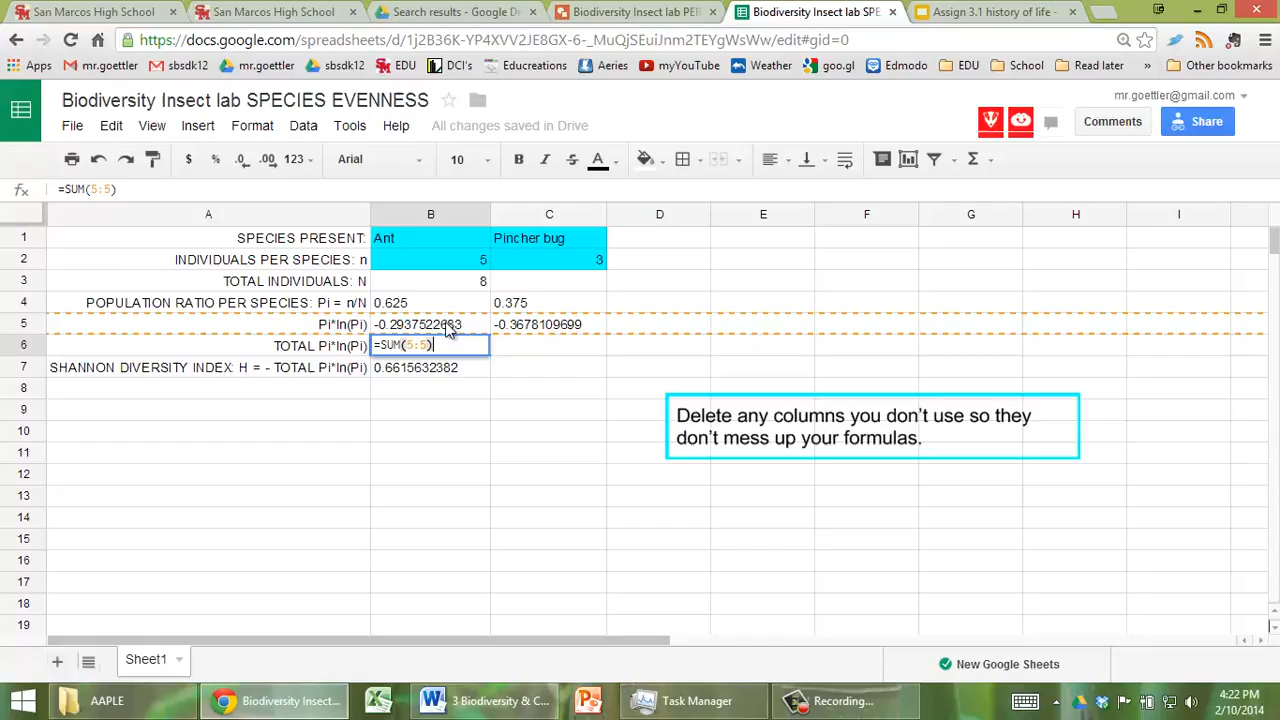 San Marcos High School
San Marcos High School
Search results - Google Dr
Biodiversity Insect lab PER
Biodiversity Insect lab SPE
Assign 3.1 history of life -
https://docs.google.com/spreadsheets/d/1j2B36K-YP4XVV2JE8GX-6-_MuQjSEuiJnm2TEYgWsWw/edit#gid=0
Apps mr.goettler sbsdk12 mr.goettler sbsdk12 EDU DCI's Educreations Aeries myYouTube Weather goo.gl Edmodo EDU School Read later » Other bookmarks
Biodiversity Insect lab SPECIES EVENNESS
mr.goettler@gmail.com
File Edit View Insert Format Data Tools Help All changes saved in Drive
Comments Share
$ % .0 .00 123 Arial 10 B I S A Σ
fx =SUM(5:5)
A B C D E F G H I
1 SPECIES PRESENT: Ant Pincher bug
2 INDIVIDUALS PER SPECIES: n 5 3
3 TOTAL INDIVIDUALS: N 8
4 POPULATION RATIO PER SPECIES: Pi = n/N 0.625 0.375
5 Pi*ln(Pi) -0.2937522683 -0.3678109699
6 TOTAL Pi*ln(Pi) =SUM(5:5)
7 SHANNON DIVERSITY INDEX: H = - TOTAL Pi*ln(Pi) 0.6615632382
8
9
10
11
12
13
14
15
16
17
18
19
Delete any columns you don't use so they
don't mess up your formulas.
Sheet1
New Google Sheets
AAPLE
Biodiversity Insect...
3 Biodiversity & C...
Task Manager
Recording...
4:22 PM
2/10/2014